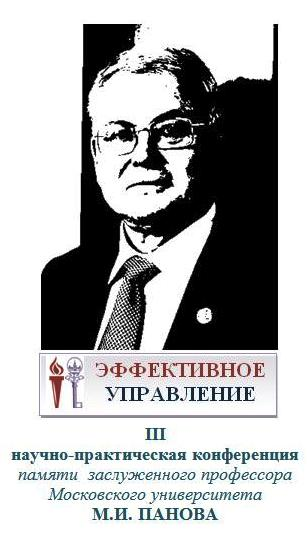 ЭФФЕКТИВНОЕ
УПРАВЛЕНИЕ
III
научно-практическая конференция
памяти заслуженного профессора
Московского университета
М.И. ПАНОВА